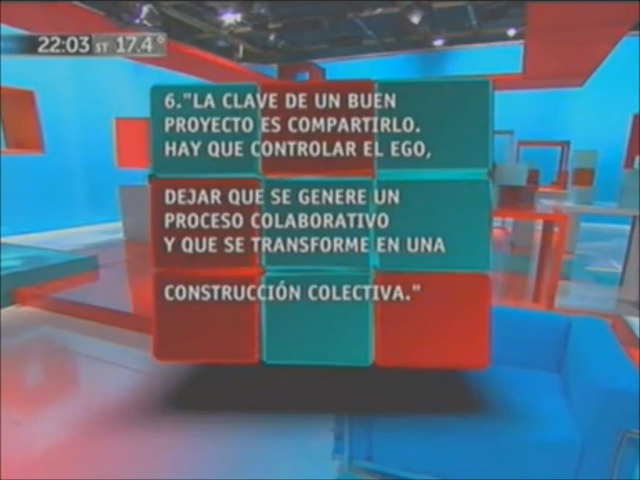 22:03 ST 17.4°
6."LA CLAVE DE UN BUEN
PROYECTO ES COMPARTIRLO.
HAY QUE CONTROLAR EL EGO,
DEJAR QUE SE GENERE UN
PROCESO COLABORATIVO
Y QUE SE TRANSFORME EN UNA
CONSTRUCCIÓN COLECTIVA."